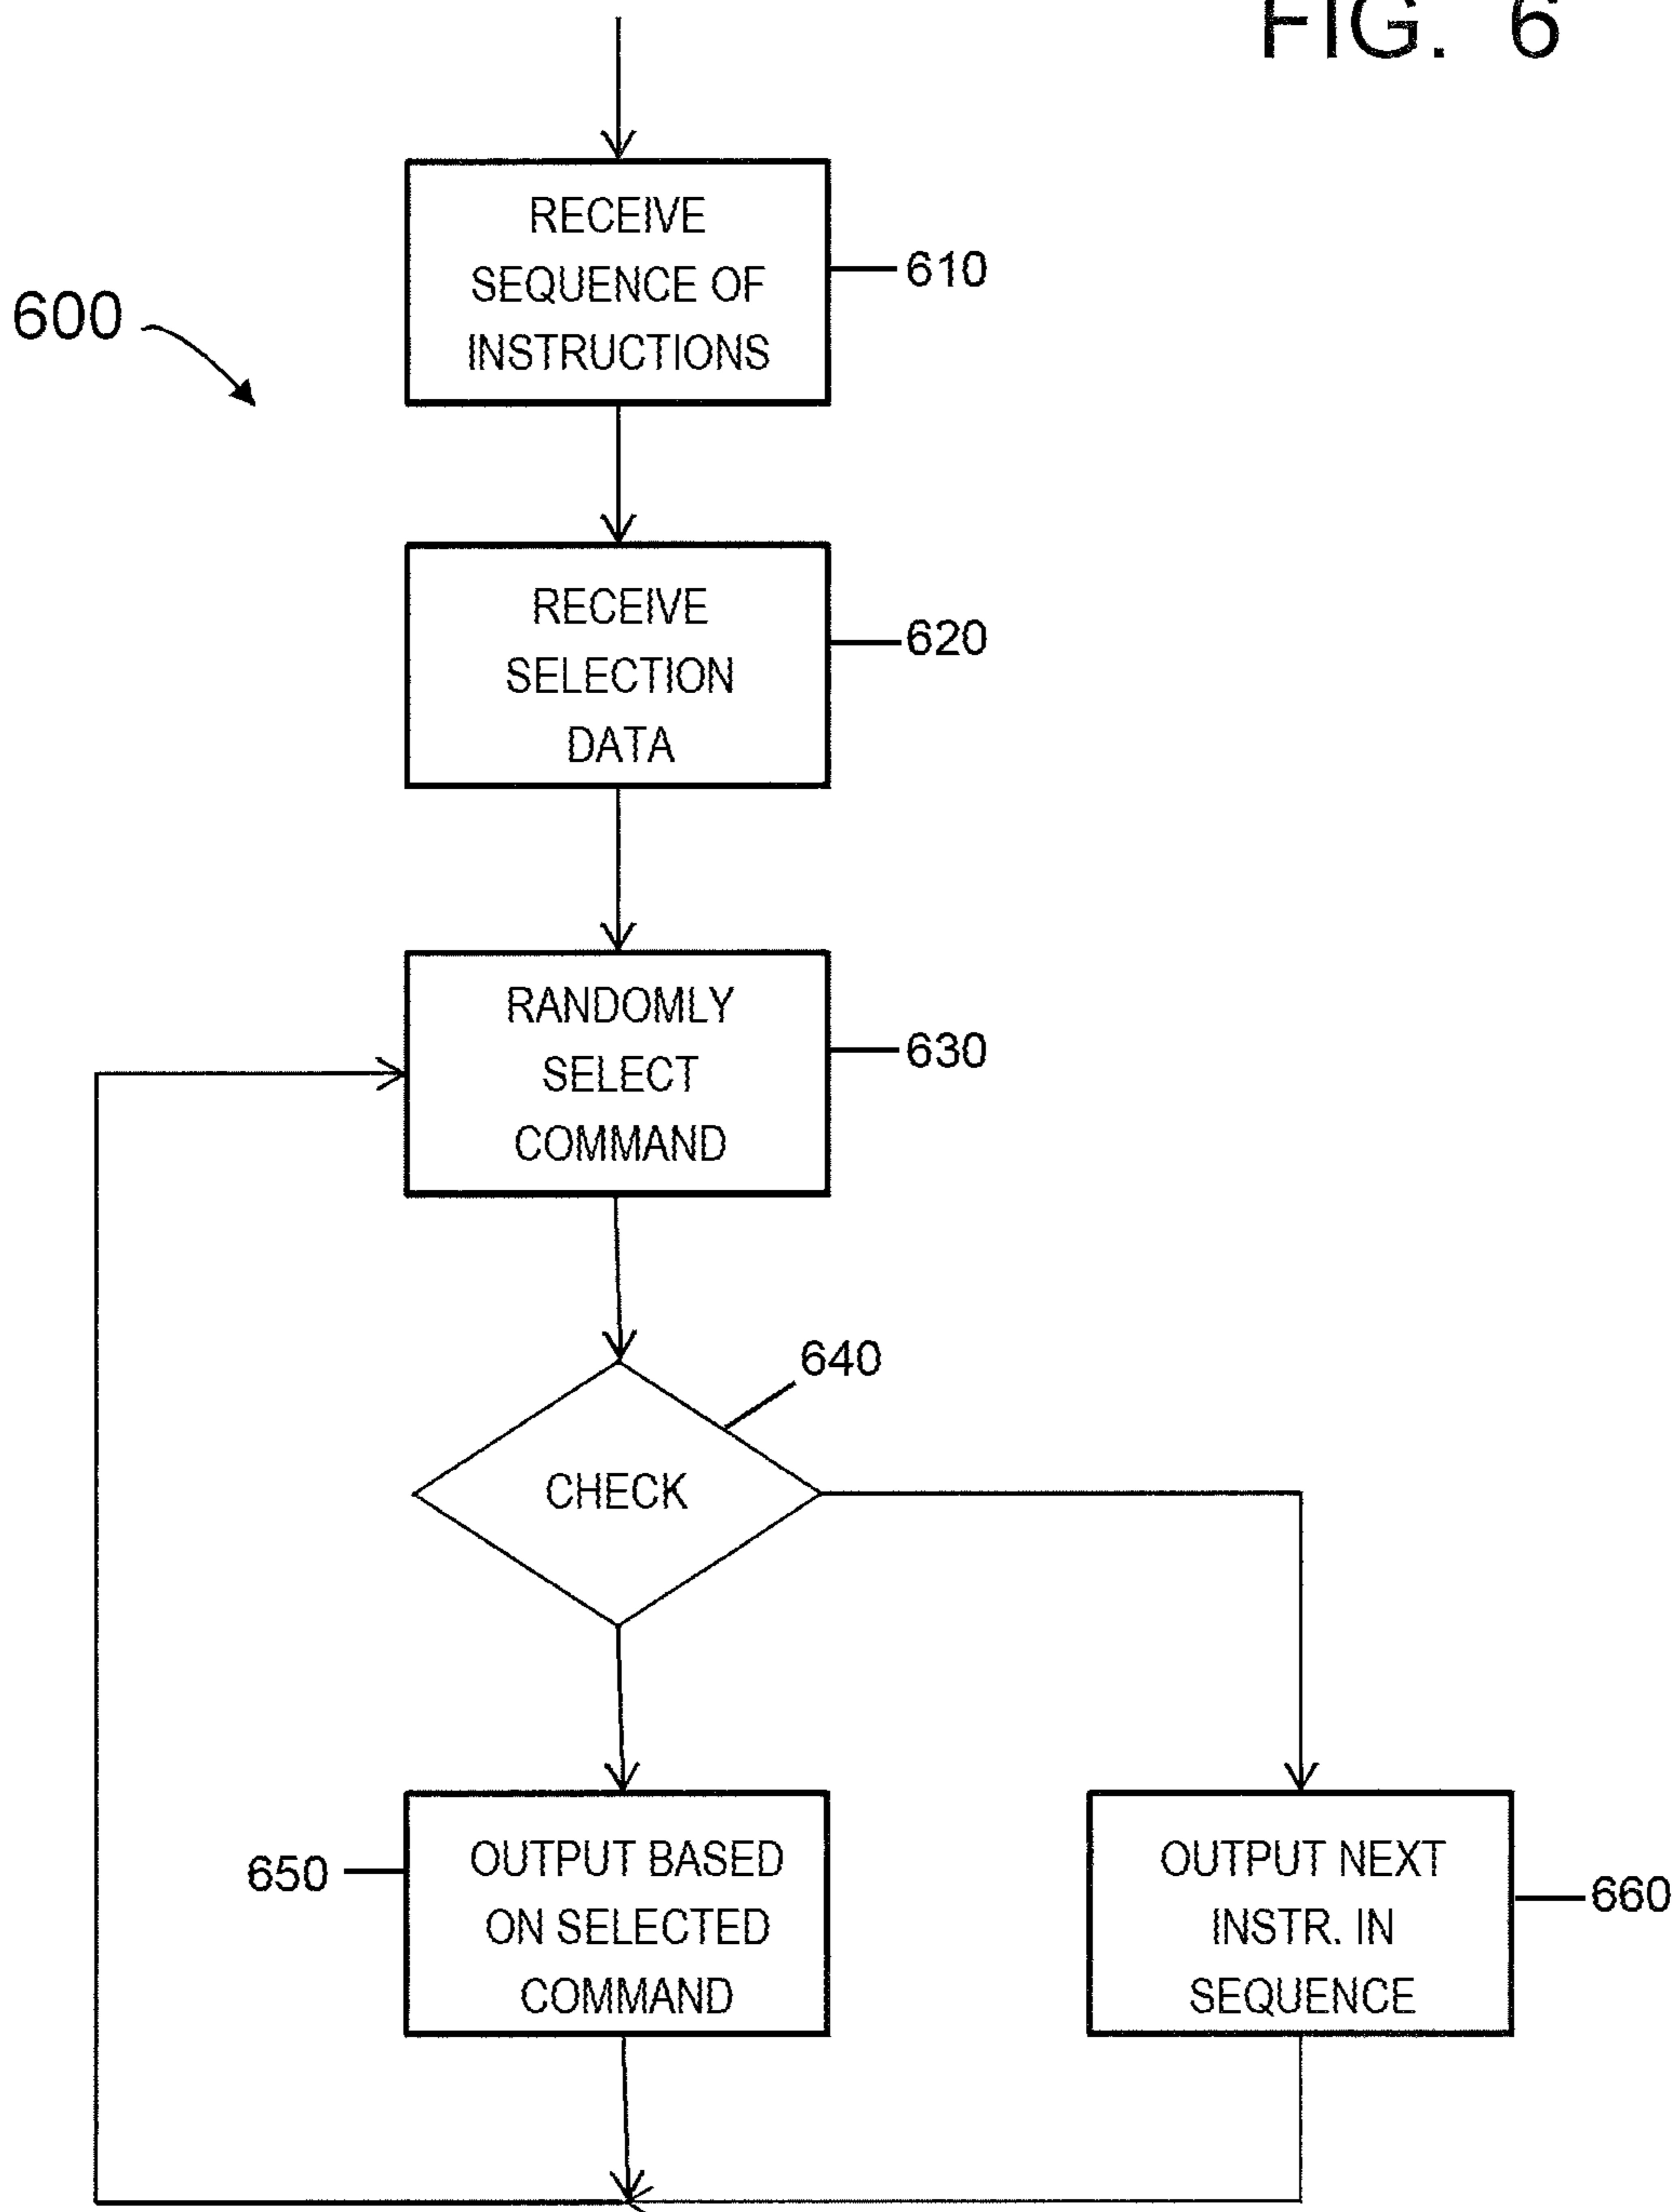 FIG. 6
RECEIVE
SEQUENCE OF
INSTRUCTIONS
610
600
RECEIVE
SELECTION
DATA
620
RANDOMLY
SELECT
COMMAND
630
640
CHECK
650
OUTPUT BASED
ON SELECTED
COMMAND
OUTPUT NEXT
INSTR. IN
SEQUENCE
660